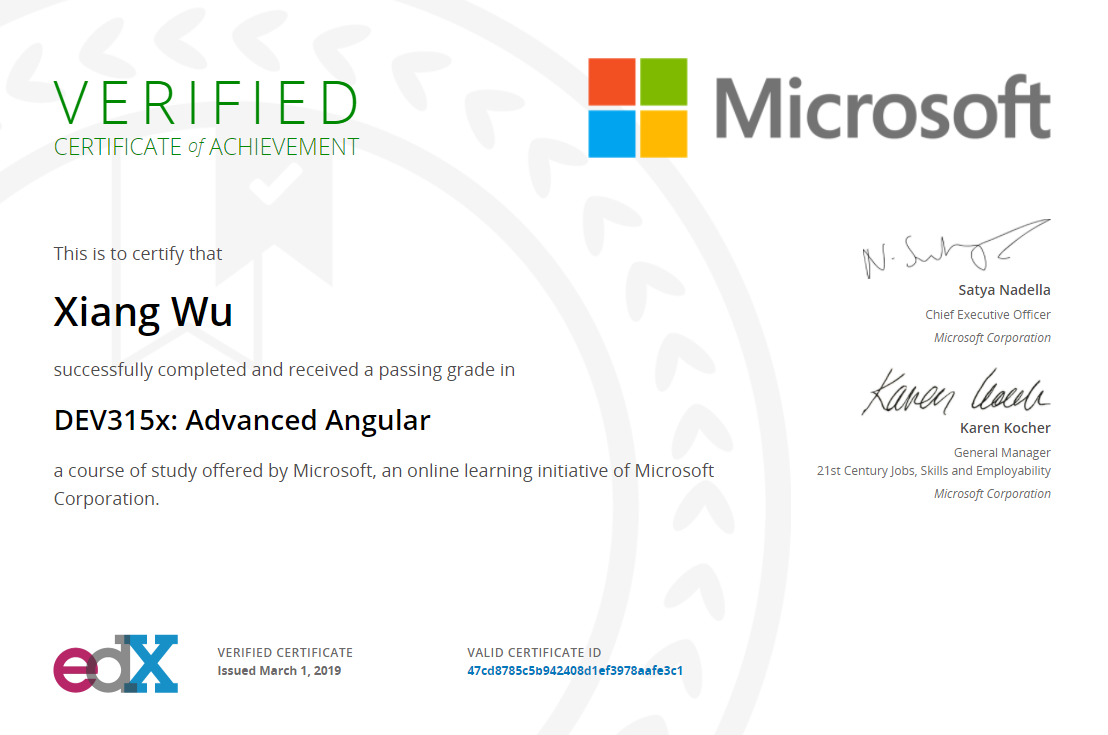 VERIFIED
CERTIFICATE of ACHIEVEMENT
Microsoft
This is to certify that
Xiang Wu
successfully completed and received a passing grade in
DEV315x: Advanced Angular
a course of study offered by Microsoft, an online learning initiative of Microsoft
Corporation.
N. Satya
Satya Nadella
Chief Executive Officer
Microsoft Corporation
Karen Kocher
Karen Kocher
General Manager
21st Century Jobs, Skills and Employability
Microsoft Corporation
edX
VERIFIED CERTIFICATE
Issued March 1, 2019
VALID CERTIFICATE ID
47cd8785c5b942408d1ef3978aafe3c1